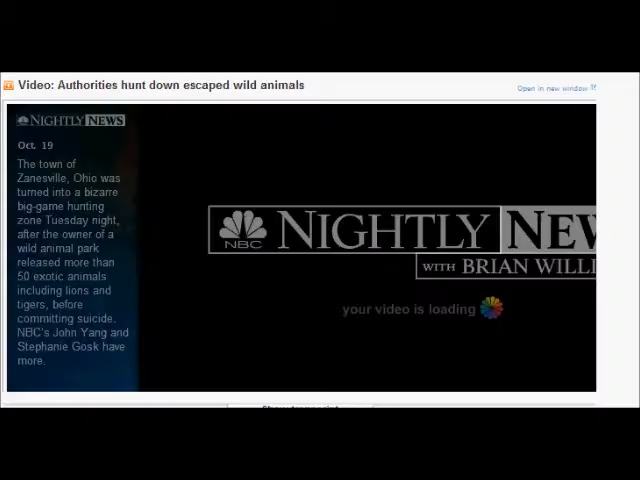 Video: Authorities hunt down escaped wild animals
Open in new window
NIGHTLY NEWS
Oct. 19
The town of
Zanesville, Ohio was
turned into a bizarre
big-game hunting
zone Tuesday night,
after the owner of a
wild animal park
released more than
50 exotic animals
including lions and
tigers, before
committing suicide.
NBC's John Yang and
Stephanie Gosk have
more.
NBC NIGHTLY NEW
WITH BRIAN WILLI
your video is loading